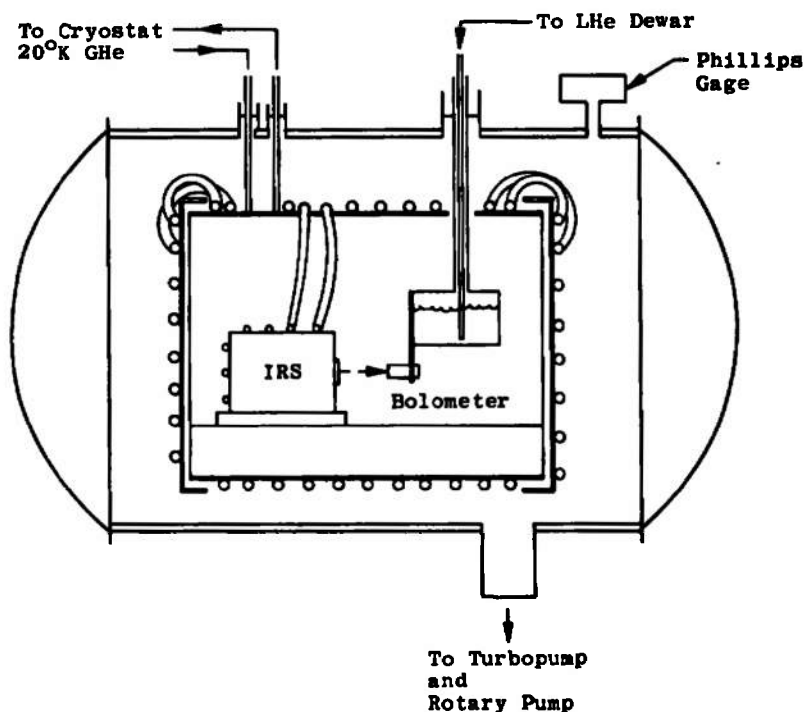 To Cryostat
20°K GHe
To LHe Dewar
Phillips
Gage
IRS
Bolometer
To Turbopump
and
Rotary Pump